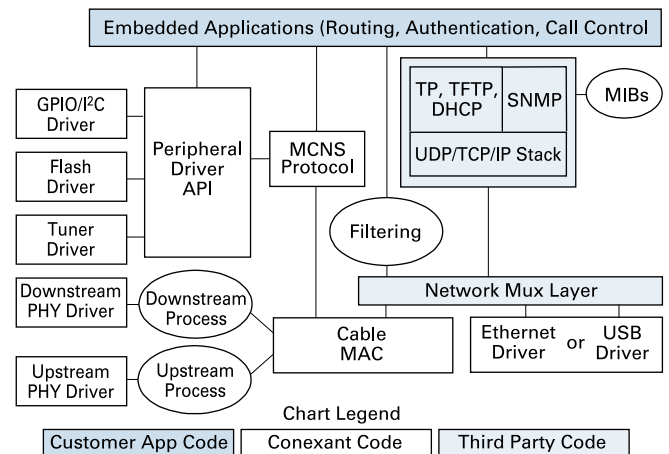 Embedded Applications (Routing, Authentication, Call Control
GPIO/I²C
Driver
Flash
Driver
Tuner
Driver
Peripheral
Driver
API
MCNS
Protocol
TP, TFTP,
DHCP
SNMP
UDP/TCP/IP Stack
MIBs
Filtering
Downstream
PHY Driver
Downstream
Process
Upstream
PHY Driver
Upstream
Process
Cable
MAC
Network Mux Layer
Ethernet
Driver
or
USB
Driver
Chart Legend
Customer App Code
Conexant Code
Third Party Code